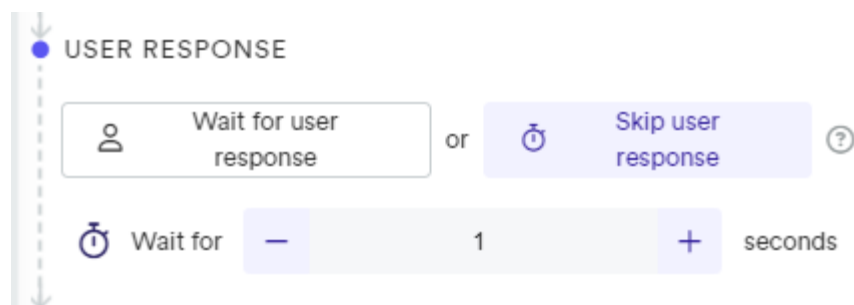 USER RESPONSE
Wait for user
response
or
Skip user
response
?
Wait for
−
1
+
seconds